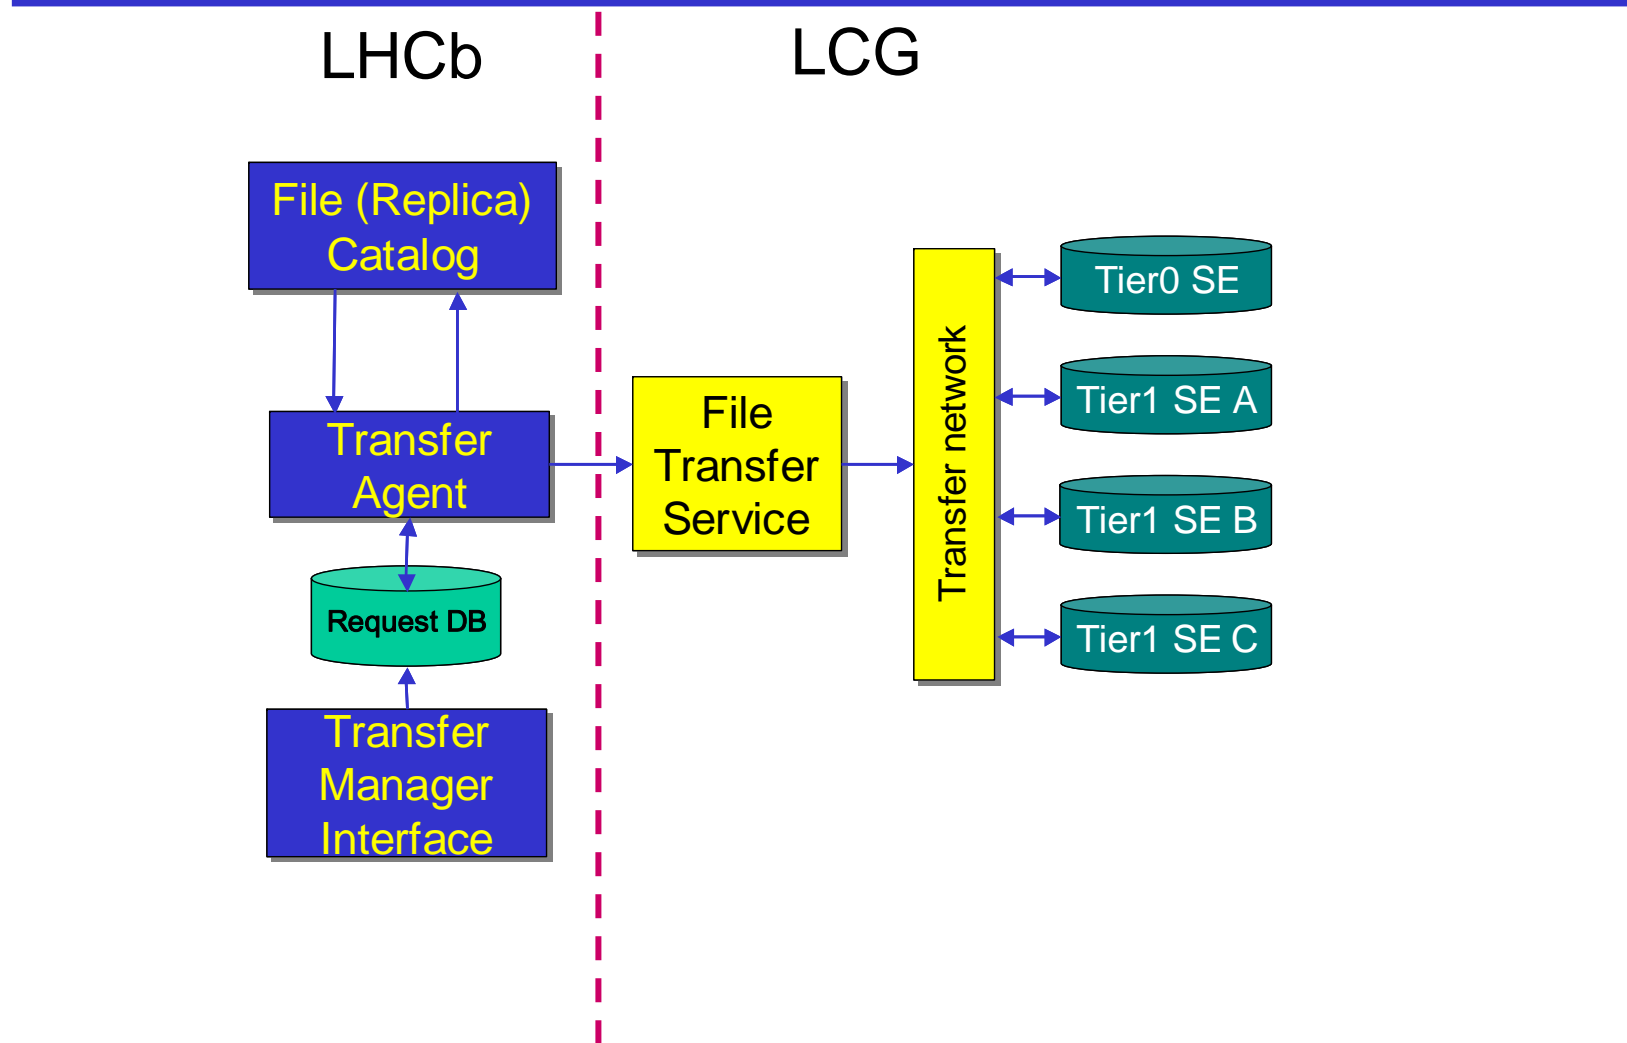 LHCb
LCG
File (Replica)
Catalog
Transfer
Agent
Request DB
Transfer
Manager
Interface
File
Transfer
Service
Transfer network
Tier0 SE
Tier1 SE A
Tier1 SE B
Tier1 SE C